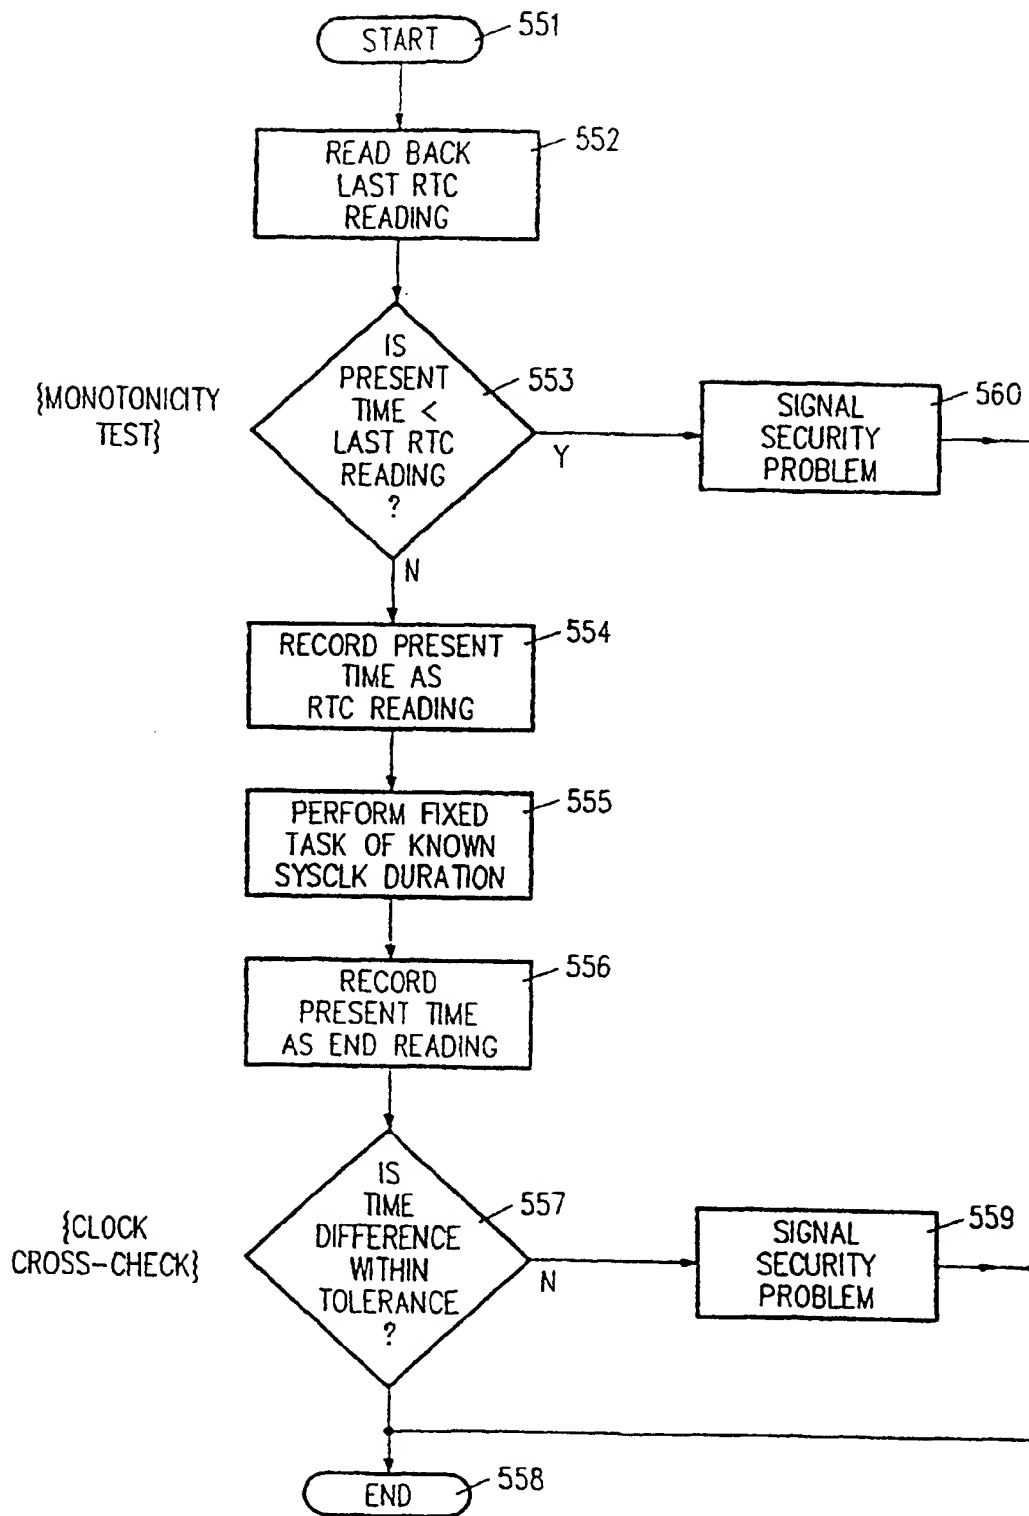 START
551
READ BACK
LAST RTC
READING
552
IS
PRESENT
TIME <
LAST RTC
READING
?
553
{MONOTONICITY
TEST}
Y
SIGNAL
SECURITY
PROBLEM
560
N
RECORD PRESENT
TIME AS
RTC READING
554
PERFORM FIXED
TASK OF KNOWN
SYSCLK DURATION
555
RECORD
PRESENT TIME
AS END READING
556
IS
TIME
DIFFERENCE
WITHIN
TOLERANCE
?
557
{CLOCK
CROSS-CHECK}
N
SIGNAL
SECURITY
PROBLEM
559
END
558